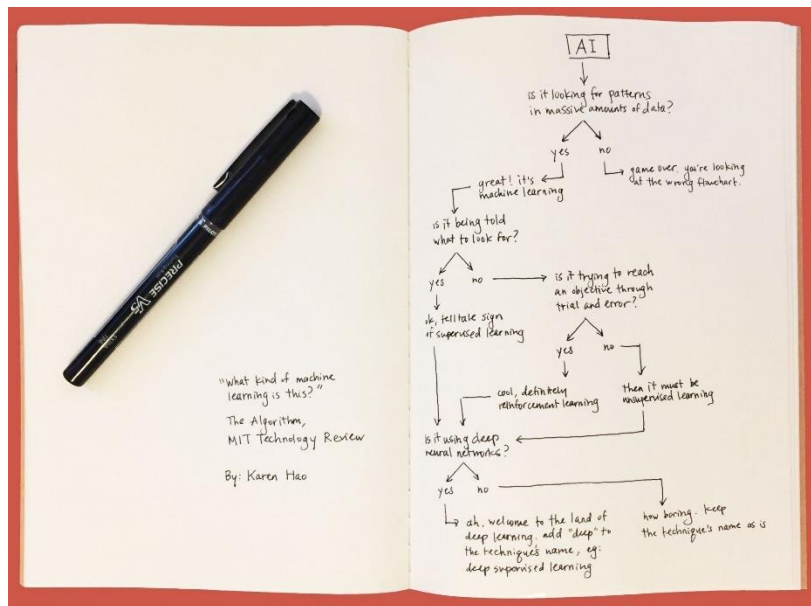 PRECISE V5
"What kind of machine
learning is this?"
The Algorithm,
MIT Technology Review
By: Karen Hao
AI
is it looking for patterns
in massive amounts of data?
yes
no
great! it's
machine learning
game over. you're looking
at the wrong flowchart.
is it being told
what to look for?
yes
no
is it trying to reach
an objective through
trial and error?
ok, telltale sign
of supervised learning
yes
no
cool, definitely
reinforcement learning
then it must be
unsupervised learning
Is it using deep
neural networks?
yes
no
ah. welcome to the land of
deep learning. add "deep" to
the technique's name, eg:
deep supervised learning
how boring. keep
the technique's name as is